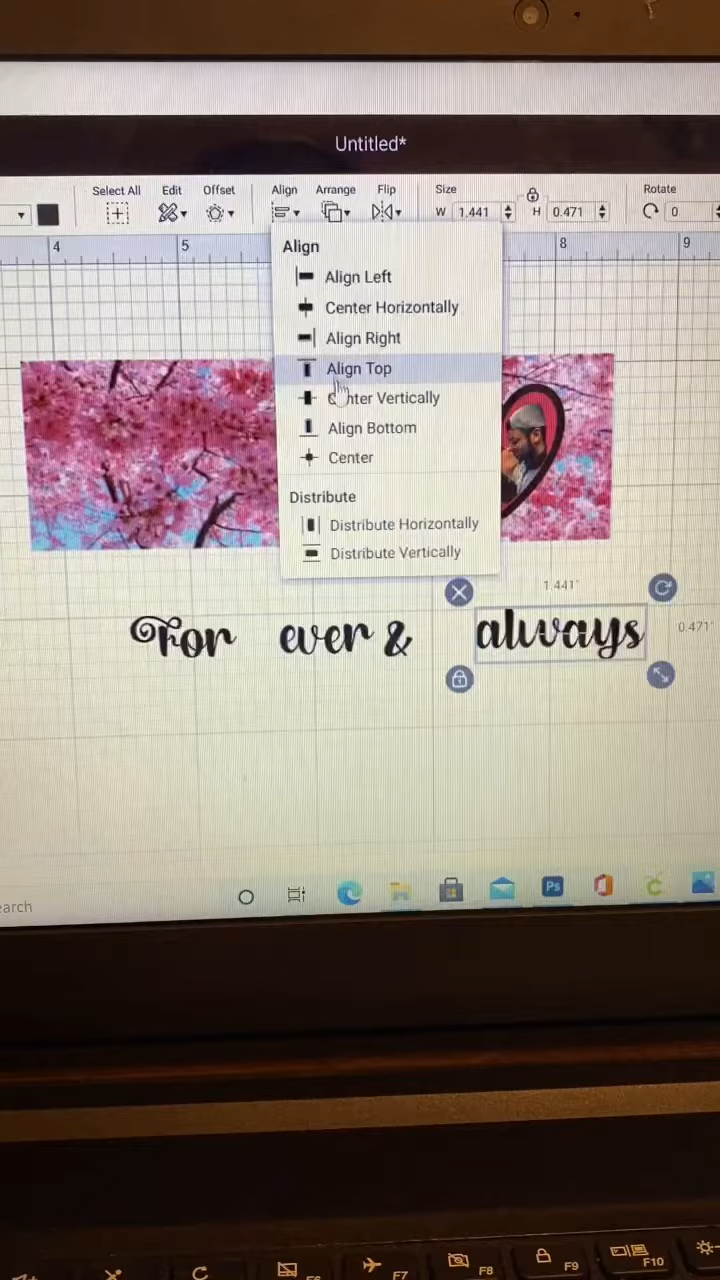 Untitled*
Select All Edit Offset Align Arrange Flip Size Rotate
W 1.441 H 0.471 0
4 5 8 9
Align
Align Left
Center Horizontally
Align Right
Align Top
Center Vertically
Align Bottom
Center
Distribute
Distribute Horizontally
Distribute Vertically
1.441"
For ever & always
0.471"
earch
Ps
F7 F8 F9 F10